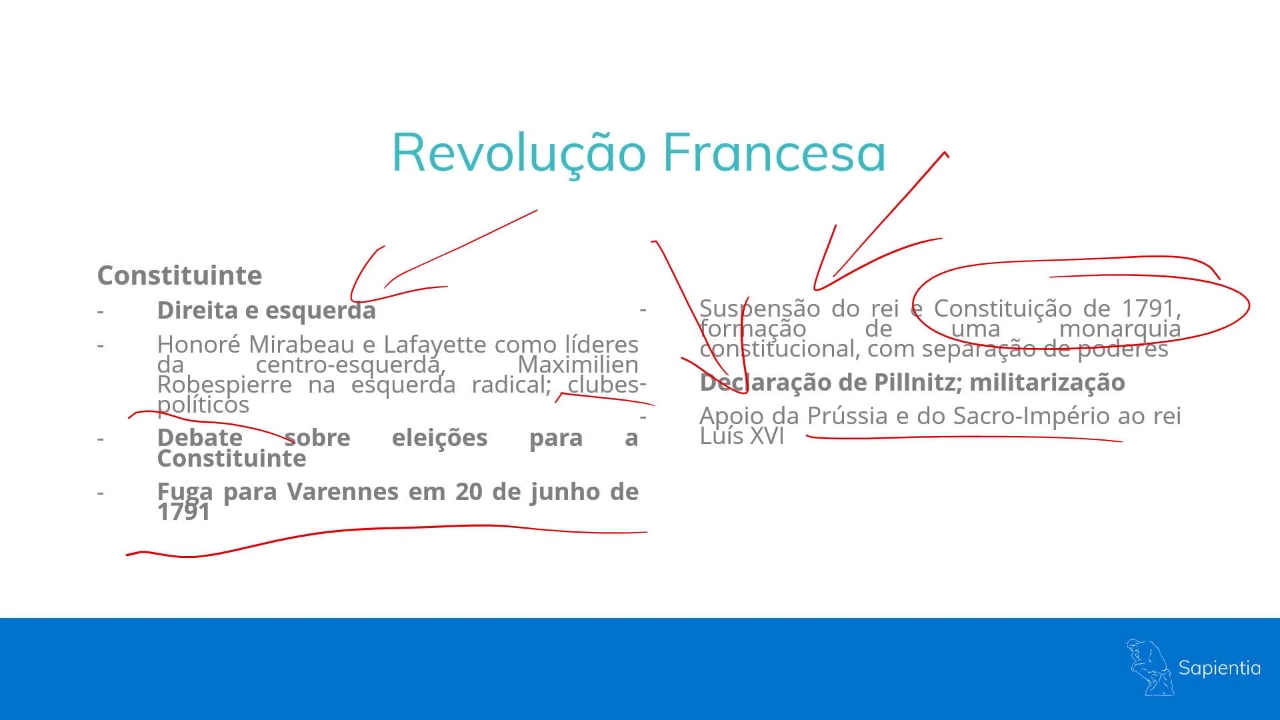 Revolução Francesa
Constituinte
- Direita e esquerda
- Honoré Mirabeau e Lafayette como líderes
da centro-esquerda, Maximilien
Robespierre na esquerda radical; clubes
políticos
- Debate sobre eleições para a
Constituinte
- Fuga para Varennes em 20 de junho de
1791
- Suspensão do rei e Constituição de 1791,
formação de uma monarquia
constitucional, com separação de poderes
- Declaração de Pillnitz; militarização
- Apoio da Prússia e do Sacro-Império ao rei
Luís XVI
Sapientia